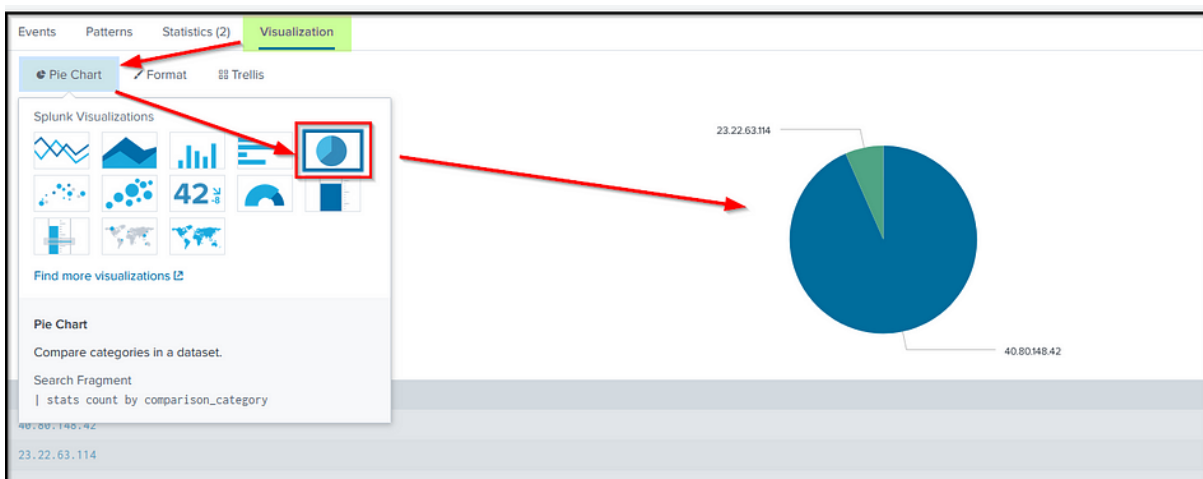 Events Patterns Statistics (2) Visualization
Pie Chart Format Trellis
Splunk Visualizations
42
-8
Find more visualizations
Pie Chart
Compare categories in a dataset.
Search Fragment
| stats count by comparison_category
23.22.63.114
40.80.148.42
40.80.148.42
23.22.63.114